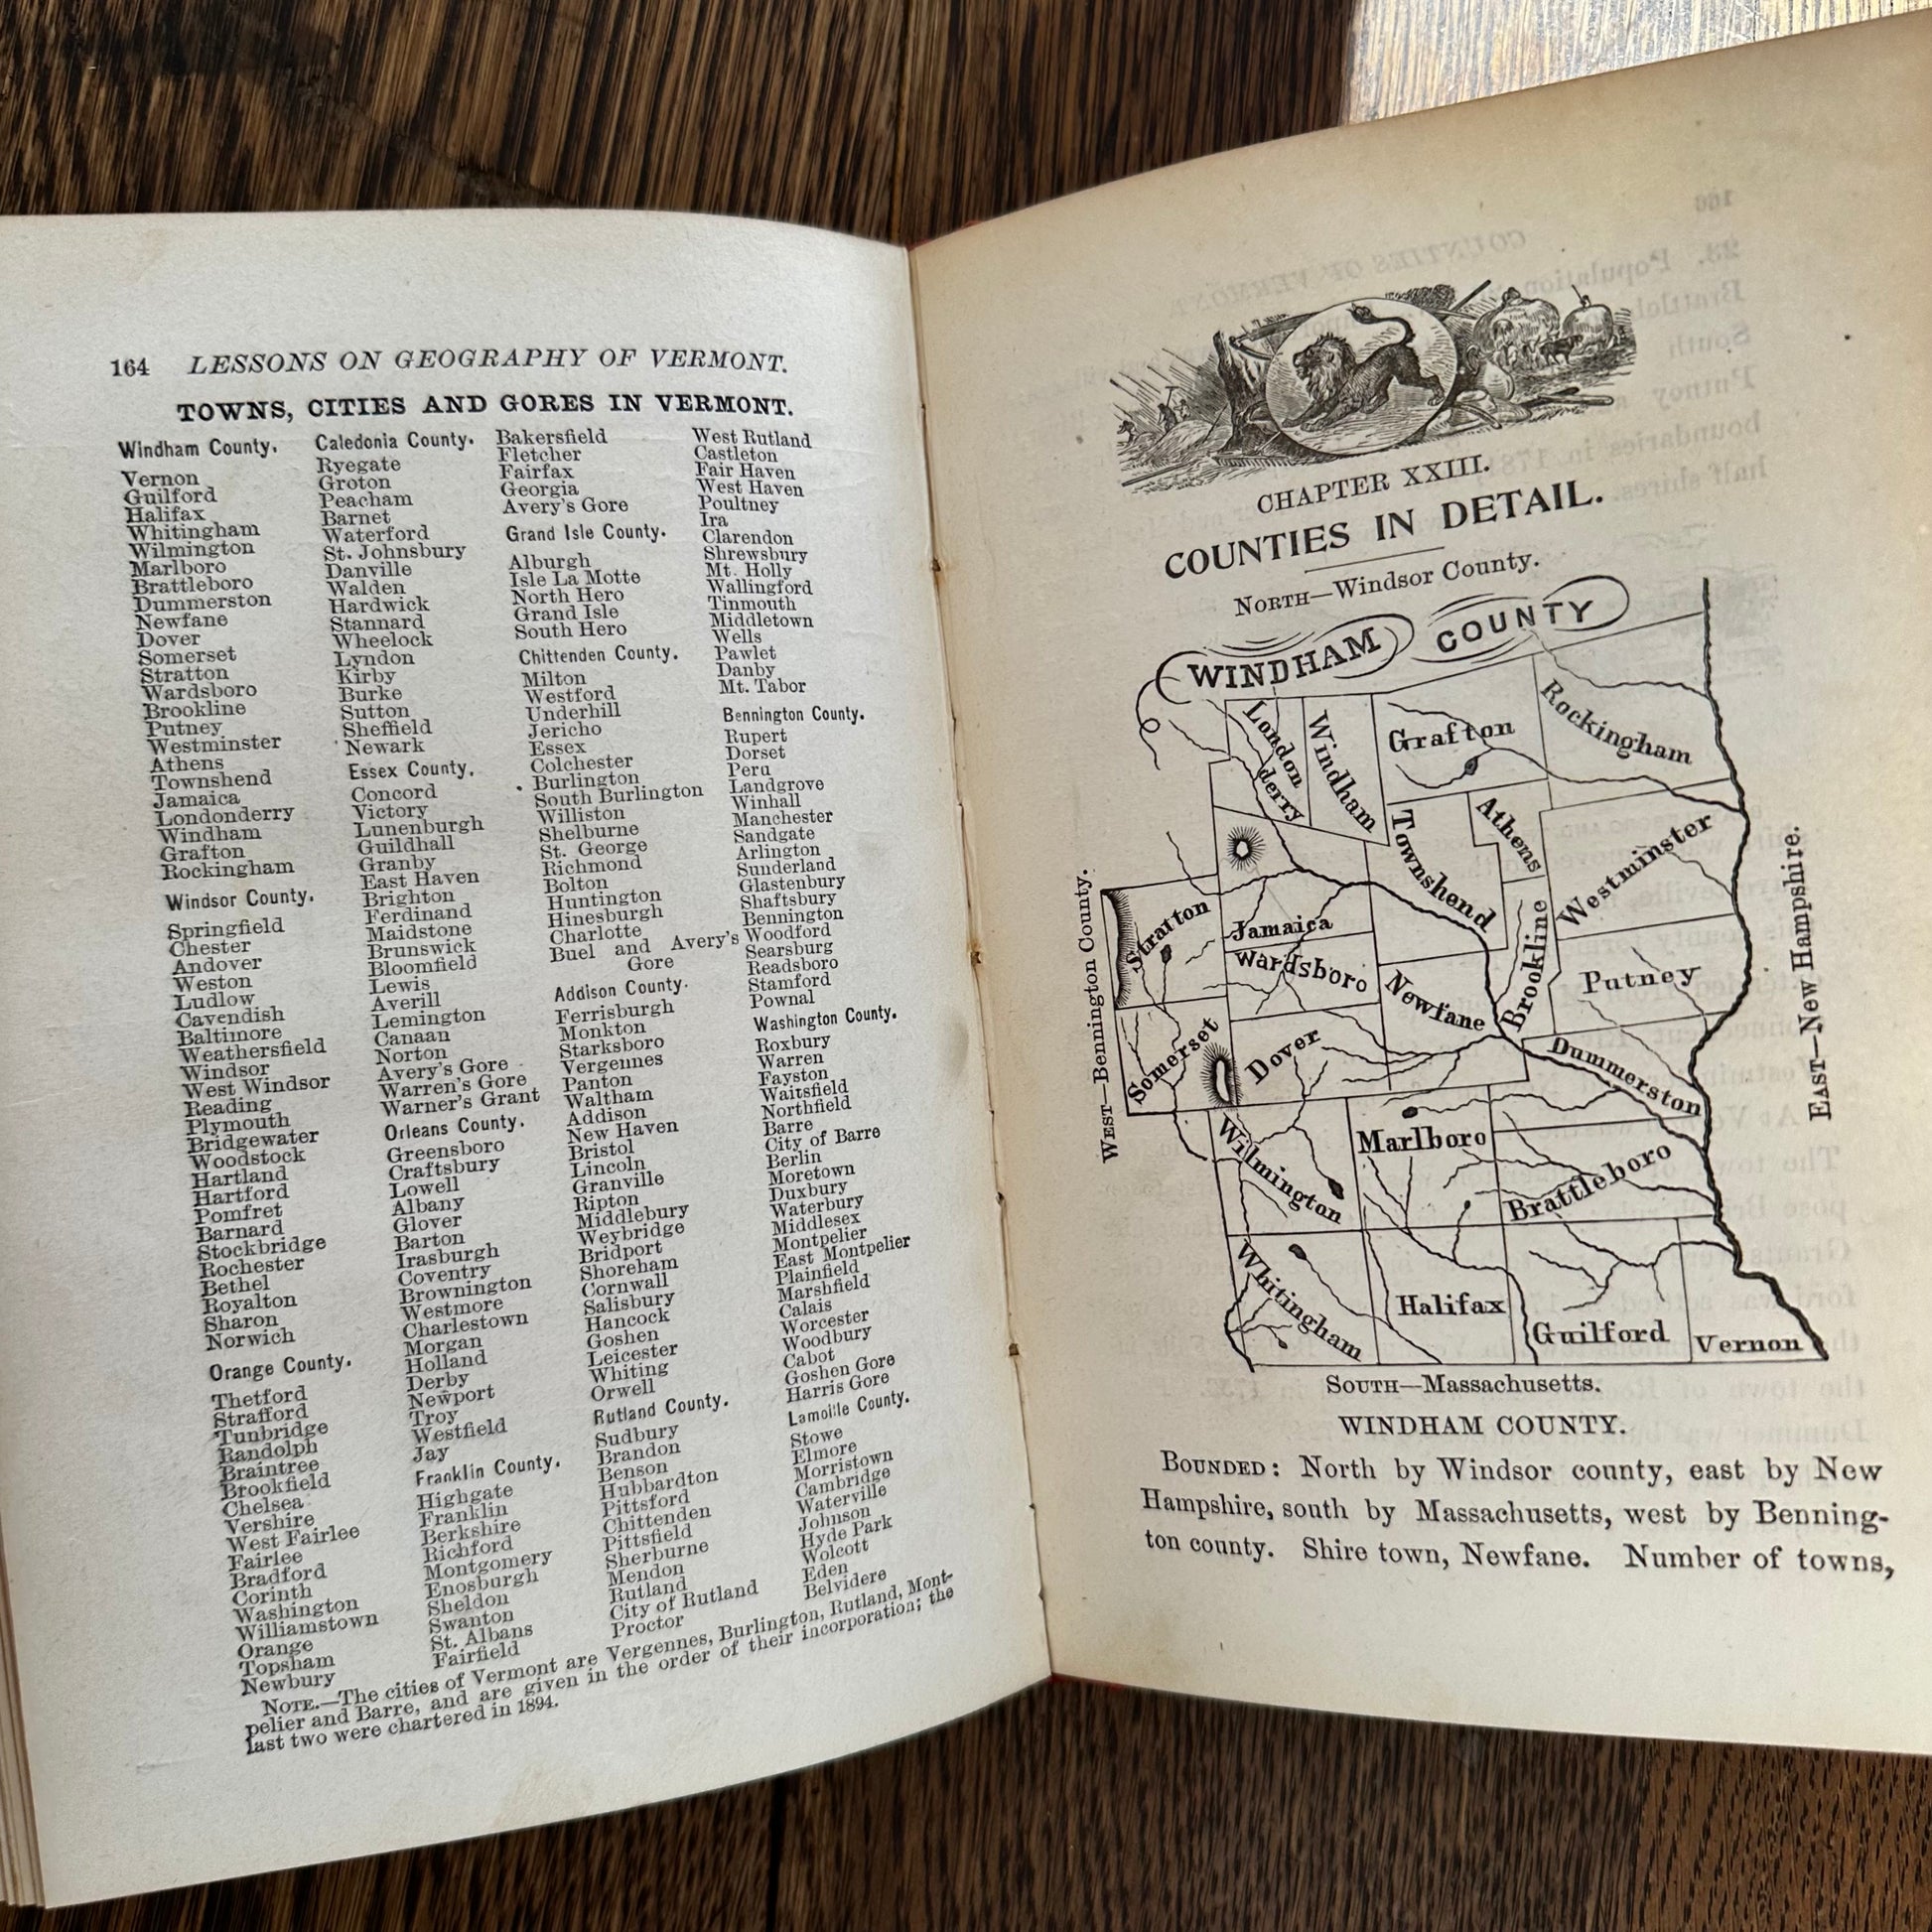 164 LESSONS ON GEOGRAPHY OF VERMONT.
TOWNS, CITIES AND GORES IN VERMONT.
Windham County.
Vernon
Guilford
Halifax
Whitingham
Wilmington
Marlboro
Brattleboro
Dummerston
Newfane
Dover
Somerset
Stratton
Wardsboro
Brookline
Putney
Westminster
Athens
Townshend
Jamaica
Londonderry
Windham
Grafton
Rockingham
Windsor County.
Springfield
Chester
Andover
Weston
Ludlow
Cavendish
Baltimore
Weathersfield
Windsor
West Windsor
Reading
Plymouth
Bridgewater
Woodstock
Hartland
Hartford
Pomfret
Barnard
Stockbridge
Rochester
Bethel
Royalton
Sharon
Norwich
Orange County.
Thetford
Strafford
Tunbridge
Randolph
Braintree
Brookfield
Chelsea
Vershire
West Fairlee
Fairlee
Bradford
Corinth
Washington
Williamstown
Orange
Topsham
Newbury
Caledonia County.
Ryegate
Groton
Peacham
Barnet
Waterford
St. Johnsbury
Danville
Walden
Hardwick
Stannard
Wheelock
Lyndon
Kirby
Burke
Sutton
Sheffield
Newark
Essex County.
Concord
Victory
Lunenburgh
Guildhall
Granby
East Haven
Brighton
Ferdinand
Maidstone
Brunswick
Bloomfield
Lewis
Averill
Lemington
Canaan
Norton
Avery's Gore
Warren's Gore
Warner's Grant
Orleans County.
Greensboro
Craftsbury
Lowell
Albany
Glover
Barton
Irasburgh
Coventry
Brownington
Westmore
Charlestown
Morgan
Holland
Derby
Newport
Troy
Westfield
Jay
Franklin County.
Highgate
Franklin
Berkshire
Richford
Montgomery
Enosburgh
Sheldon
Swanton
St. Albans
Fairfield
Bakersfield
Fletcher
Fairfax
Georgia
Avery's Gore
Grand Isle County.
Alburgh
Isle La Motte
North Hero
Grand Isle
South Hero
Chittenden County.
Milton
Westford
Underhill
Jericho
Essex
Colchester
Burlington
South Burlington
Williston
Shelburne
St. George
Richmond
Bolton
Huntington
Hinesburgh
Charlotte
Buel and Avery's
Gore
Addison County.
Ferrisburgh
Monkton
Starksboro
Vergennes
Panton
Waltham
Addison
New Haven
Bristol
Lincoln
Granville
Ripton
Middlebury
Weybridge
Bridport
Shoreham
Cornwall
Salisbury
Hancock
Goshen
Leicester
Whiting
Orwell
Rutland County.
Sudbury
Brandon
Benson
Hubbardton
Pittsford
Chittenden
Pittsfield
Sherburne
Mendon
Rutland
City of Rutland
Proctor
West Rutland
Castleton
Fair Haven
West Haven
Poultney
Ira
Clarendon
Shrewsbury
Mt. Holly
Wallingford
Tinmouth
Middletown
Wells
Pawlet
Danby
Mt. Tabor
Bennington County.
Rupert
Dorset
Peru
Landgrove
Winhall
Manchester
Sandgate
Arlington
Sunderland
Glastenbury
Shaftsbury
Bennington
Woodford
Searsburg
Readsboro
Stamford
Pownal
Washington County.
Roxbury
Warren
Fayston
Waitsfield
Northfield
Barre
City of Barre
Berlin
Moretown
Duxbury
Waterbury
Middlesex
Montpelier
East Montpelier
Plainfield
Marshfield
Calais
Worcester
Woodbury
Cabot
Goshen Gore
Harris Gore
Lamoille County.
Stowe
Elmore
Morristown
Cambridge
Waterville
Johnson
Hyde Park
Wolcott
Eden
Belvidere
NOTE.—The cities of Vermont are Vergennes, Burlington, Rutland, Mont-
pelier and Barre, and are given in the order of their incorporation; the
last two were chartered in 1894.
CHAPTER XXIII.
COUNTIES IN DETAIL.
NORTH—Windsor County.
WINDHAM COUNTY
Londonderry
Windham
Grafton
Rockingham
Townshend
Athens
Westminster
Stratton
Jamaica
Wardsboro
Newfane
Brookline
Putney
Somerset
Dover
Dummerston
Wilmington
Marlboro
Brattleboro
Whitingham
Halifax
Guilford
Vernon
WEST—Bennington County.
EAST—New Hampshire.
SOUTH—Massachusetts.
WINDHAM COUNTY.
BOUNDED: North by Windsor county, east by New
Hampshire, south by Massachusetts, west by Benning-
ton county. Shire town, Newfane. Number of towns,